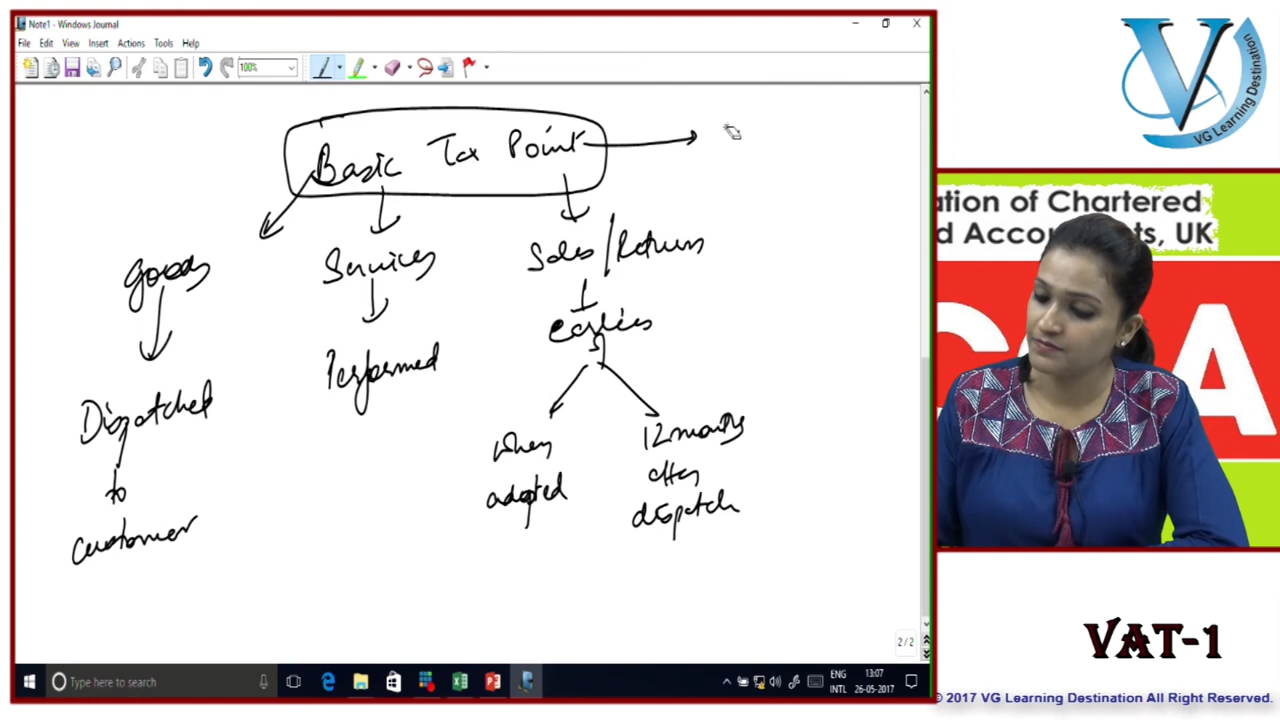 Note1 - Windows Journal
File Edit View Insert Actions Tools Help
100%
Basic Tax Point
Goods
Services
Sales/Return
Dispatched
to
customer
Performed
earlier
when
adopted
12 months
after
dispatch
2/2
Type here to search
ENG
INTL
13:07
26-05-2017
V
VG Learning Destination
ation of Chartered
d Acco ts, UK
C A
VAT-1
© 2017 VG Learning Destination All Right Reserved.